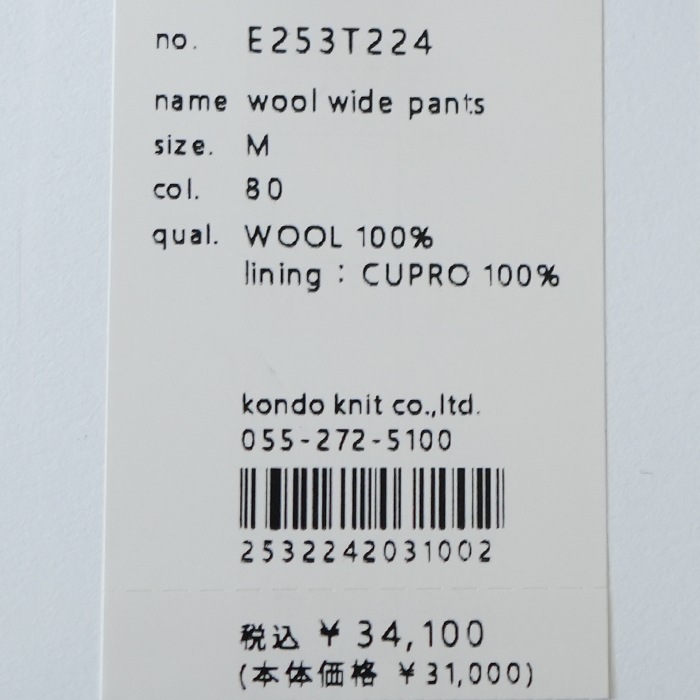 no. E253T224
name wool wide pants
size. M
col. 80
qual. WOOL 100%
lining : CUPRO 100%
kondo knit co.,ltd.
055-272-5100
2532242031002
税込 ¥34,100
(本体価格 ¥31,000)